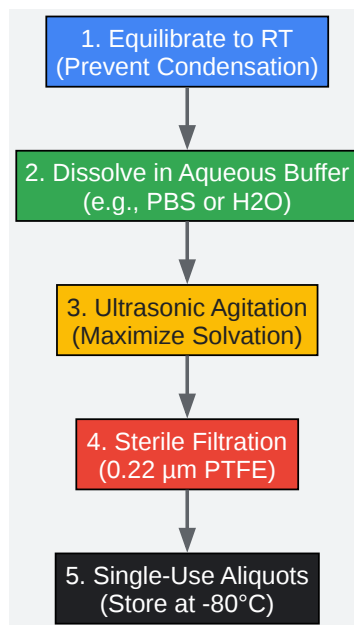 1. Equilibrate to RT
(Prevent Condensation)
2. Dissolve in Aqueous Buffer
(e.g., PBS or H2O)
3. Ultrasonic Agitation
(Maximize Solvation)
4. Sterile Filtration
(0.22 µm PTFE)
5. Single-Use Aliquots
(Store at -80°C)